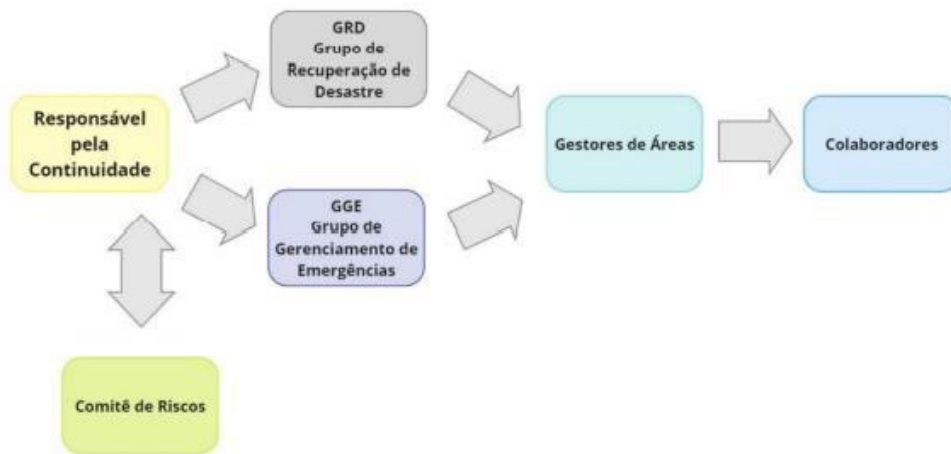 GRD
Grupo de
Recuperação de
Desastre
Responsável
pela
Continuidade
Gestores de Áreas
Colaboradores
GGE
Grupo de
Gerenciamento de
Emergências
Comitê de Riscos